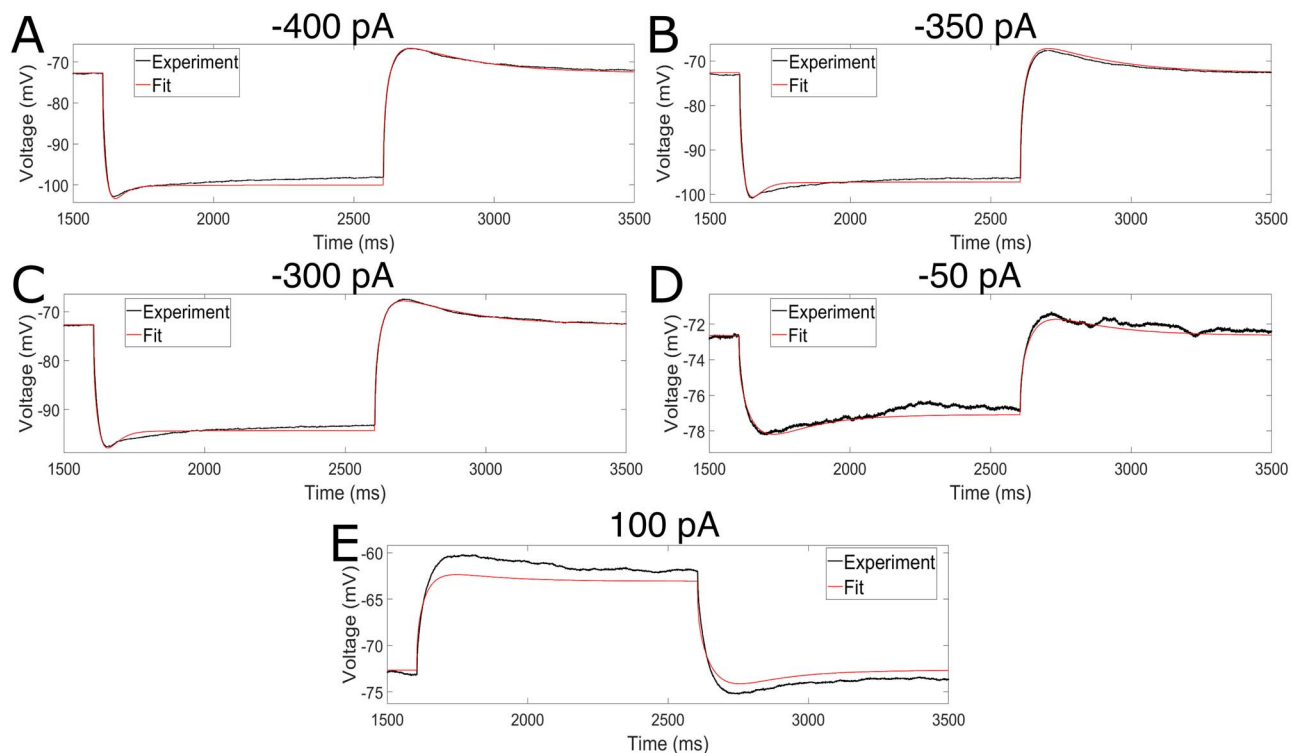 A
-400 pA
Voltage (mV)
-70
-80
-90
-100
Experiment
Fit
1500 2000 2500 3000 3500
Time (ms)
B
-350 pA
Voltage (mV)
-70
-80
-90
-100
Experiment
Fit
1500 2000 2500 3000 3500
Time (ms)
C
-300 pA
Voltage (mV)
-70
-80
-90
Experiment
Fit
1500 2000 2500 3000 3500
Time (ms)
D
-50 pA
Voltage (mV)
-72
-74
-76
-78
Experiment
Fit
1500 2000 2500 3000 3500
Time (ms)
E
100 pA
Voltage (mV)
-60
-65
-70
-75
Experiment
Fit
1500 2000 2500 3000 3500
Time (ms)